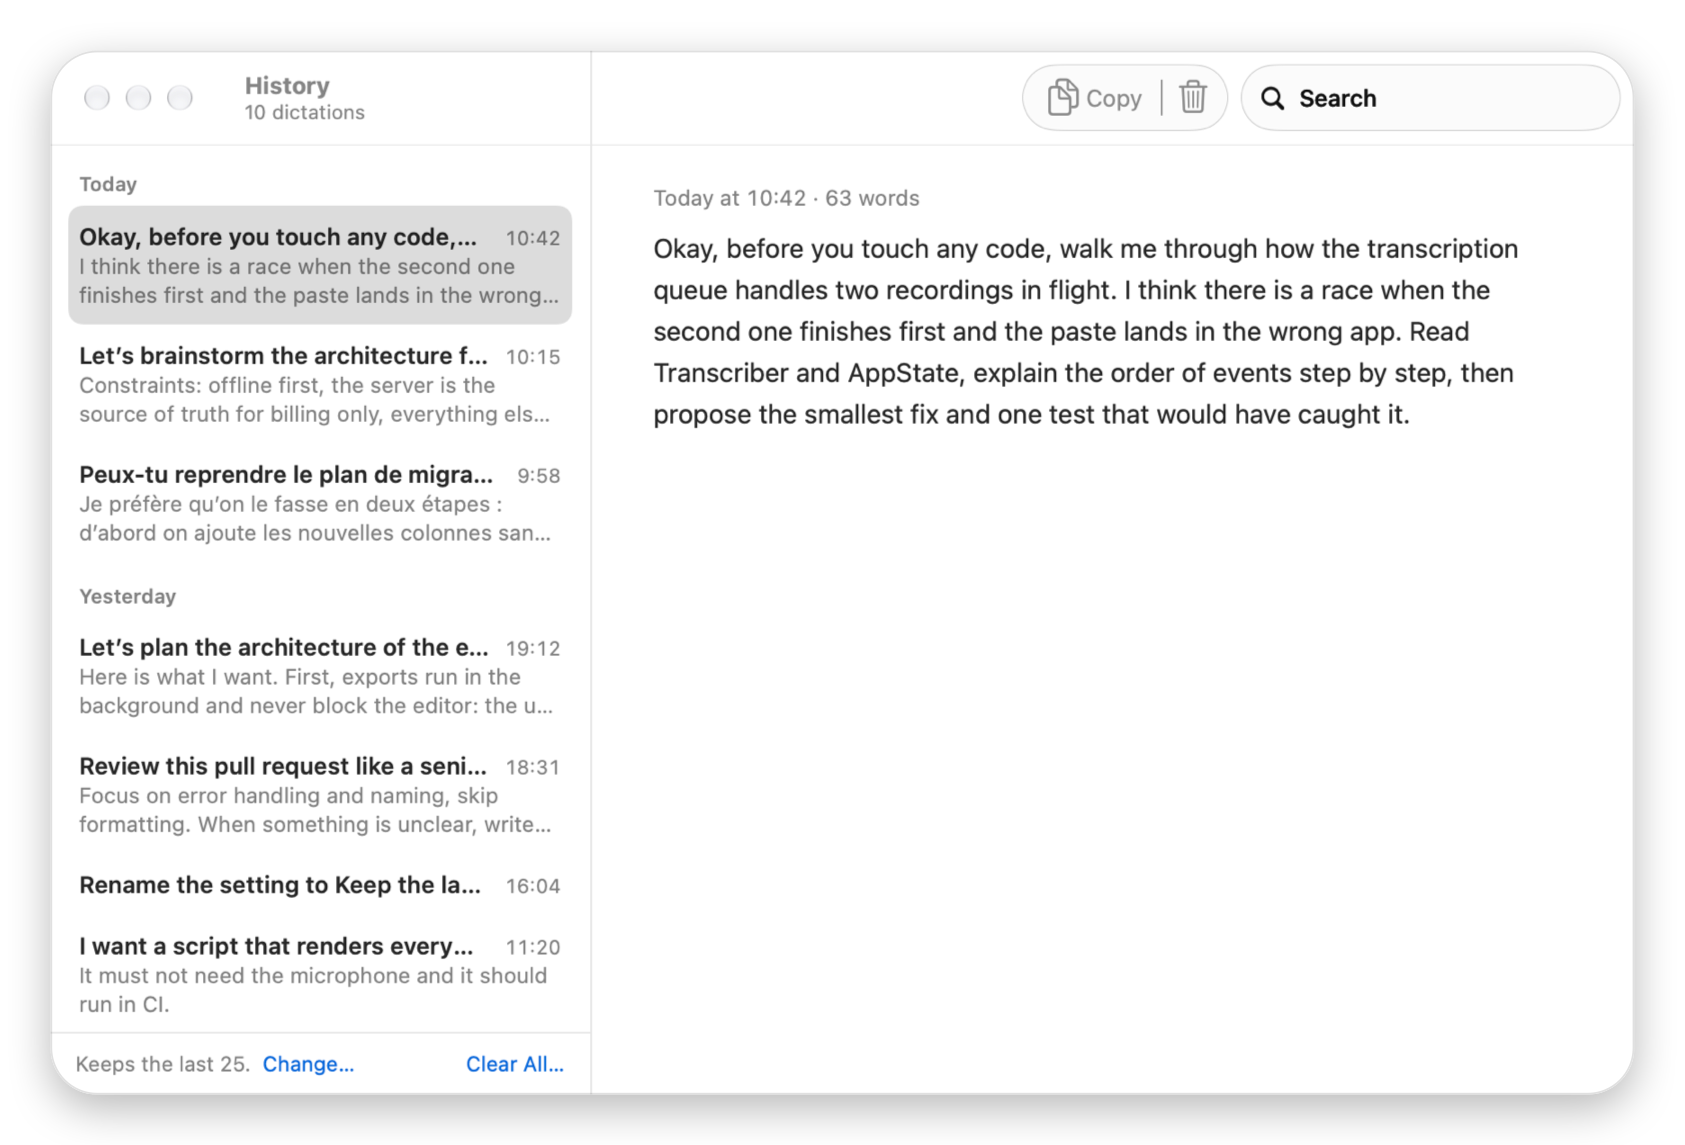 History
10 dictations
Copy
Search
Today
Okay, before you touch any code,... 10:42
I think there is a race when the second one
finishes first and the paste lands in the wrong...
Let’s brainstorm the architecture f... 10:15
Constraints: offline first, the server is the
source of truth for billing only, everything els...
Peux-tu reprendre le plan de migra... 9:58
Je préfère qu’on le fasse en deux étapes :
d’abord on ajoute les nouvelles colonnes san...
Yesterday
Let’s plan the architecture of the e... 19:12
Here is what I want. First, exports run in the
background and never block the editor: the u...
Review this pull request like a seni... 18:31
Focus on error handling and naming, skip
formatting. When something is unclear, write...
Rename the setting to Keep the la... 16:04
I want a script that renders every... 11:20
It must not need the microphone and it should
run in CI.
Keeps the last 25. Change... Clear All...
Today at 10:42 · 63 words
Okay, before you touch any code, walk me through how the transcription
queue handles two recordings in flight. I think there is a race when the
second one finishes first and the paste lands in the wrong app. Read
Transcriber and AppState, explain the order of events step by step, then
propose the smallest fix and one test that would have caught it.